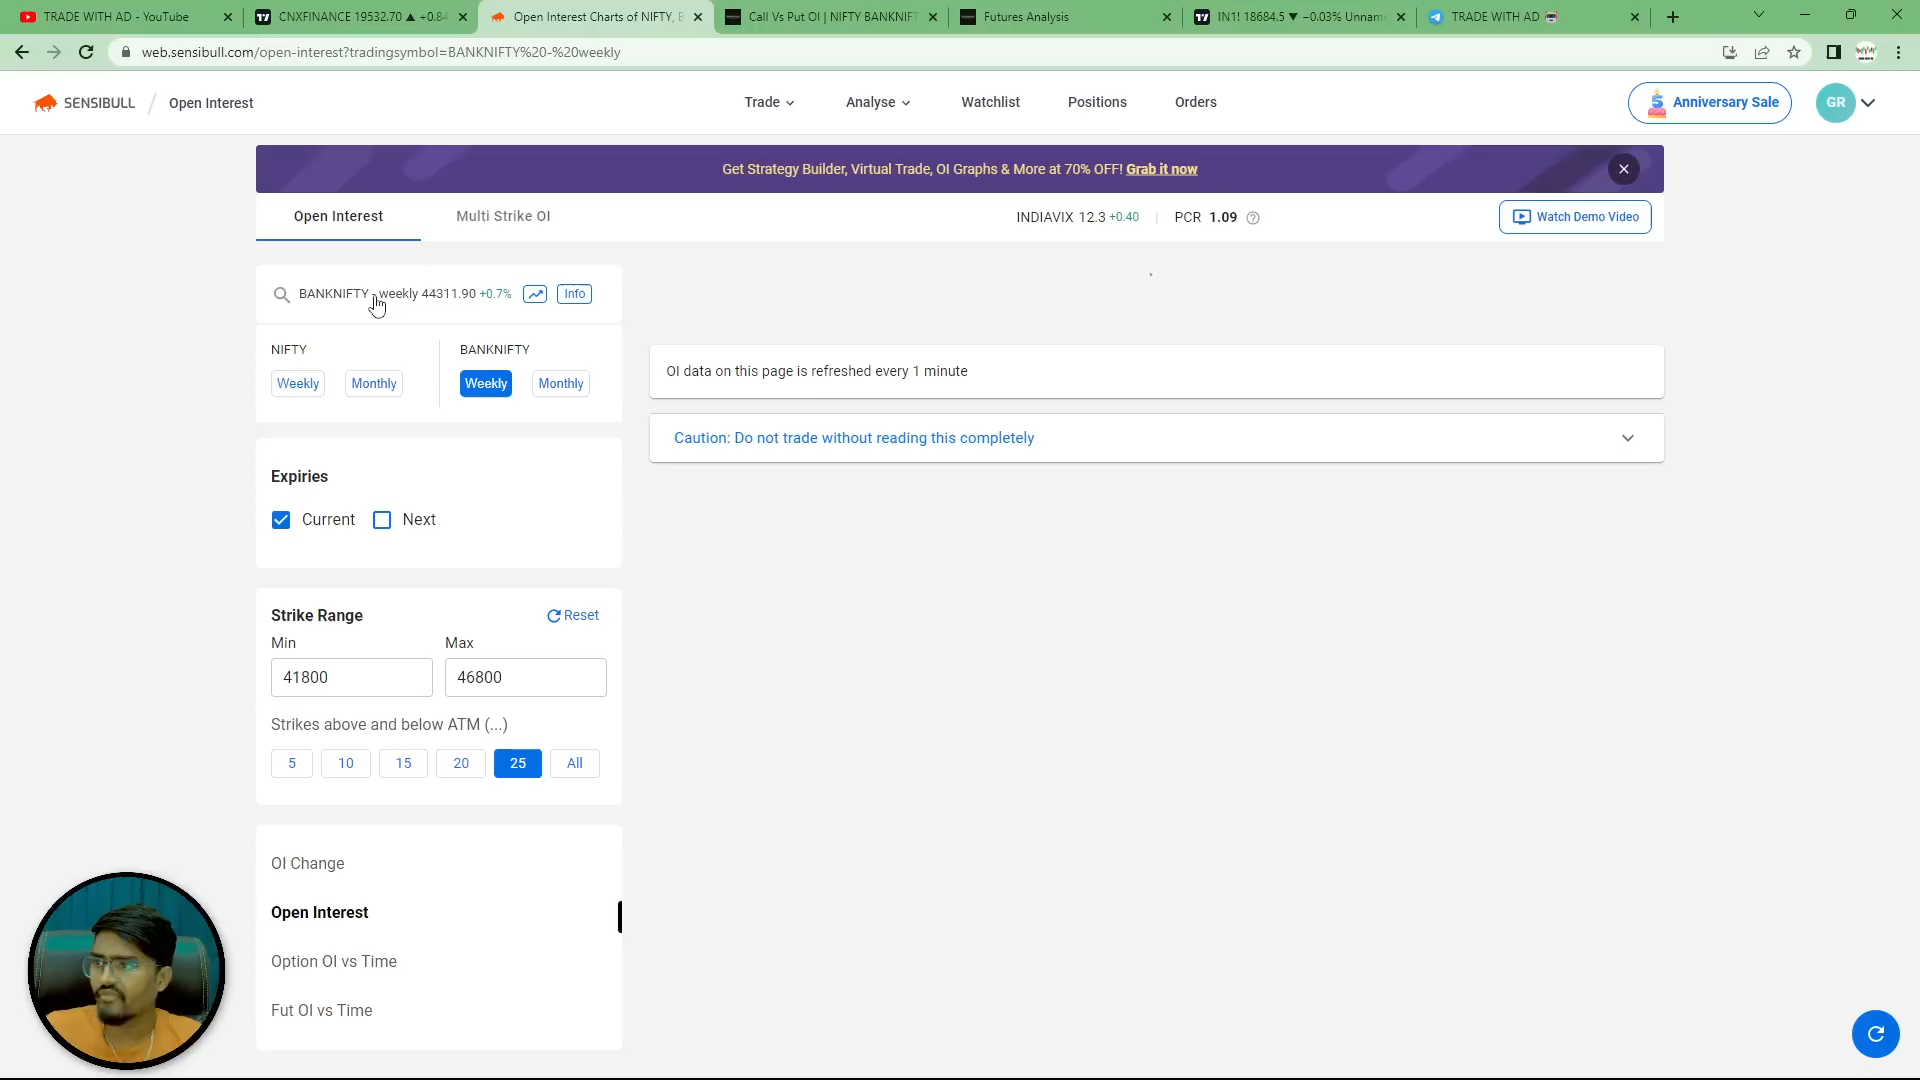 TRADE WITH AD - YouTube
CNXFINANCE 19532.70 ▲ +0.84
Open Interest Charts of NIFTY, B
Call Vs Put OI | NIFTY BANKNIFT
Futures Analysis
IN1! 18684.5 ▼ −0.03% Unname
TRADE WITH AD
web.sensibull.com/open-interest?tradingsymbol=BANKNIFTY%20-%20weekly
SENSIBULL / Open Interest
Trade
Analyse
Watchlist
Positions
Orders
5 Anniversary Sale
GR
Get Strategy Builder, Virtual Trade, OI Graphs & More at 70% OFF! Grab it now
Open Interest
Multi Strike OI
INDIAVIX 12.3 +0.40
PCR 1.09
Watch Demo Video
BANKNIFTY - weekly 44311.90 +0.7%
Info
NIFTY
BANKNIFTY
Weekly
Monthly
Weekly
Monthly
OI data on this page is refreshed every 1 minute
Caution: Do not trade without reading this completely
Expiries
Current
Next
Strike Range
Reset
Min
Max
41800
46800
Strikes above and below ATM (...)
5
10
15
20
25
All
OI Change
Open Interest
Option OI vs Time
Fut OI vs Time